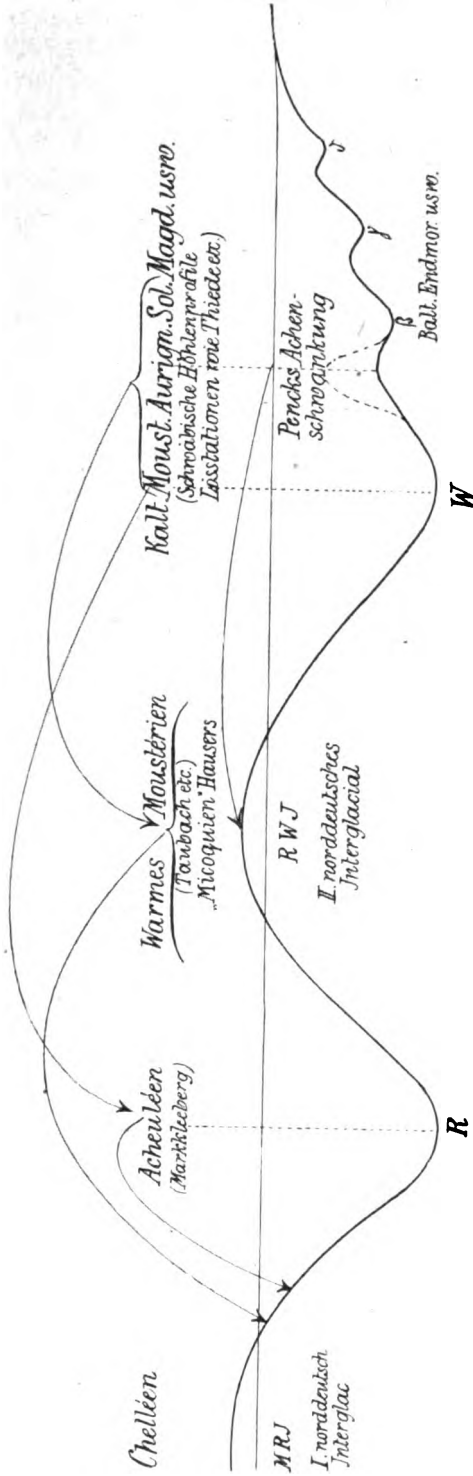 Chelléen
Acheuléen
(Markkleeberg)
Warmes Moustérien
(Taubach etc.)
„Micoquien" Hausers
Kalt. Moust. Aurign. Sol. Magd. usw.
(Schwäbische Höhlenprofile
Lösstationen wie Thiede etc.)
Pencks Achen-
schwankung
MRJ
I. norddeutsch
Interglac
R
RWJ
II. norddeutsches
Interglacial
W
β
Balt. Endmor. usw.
γ